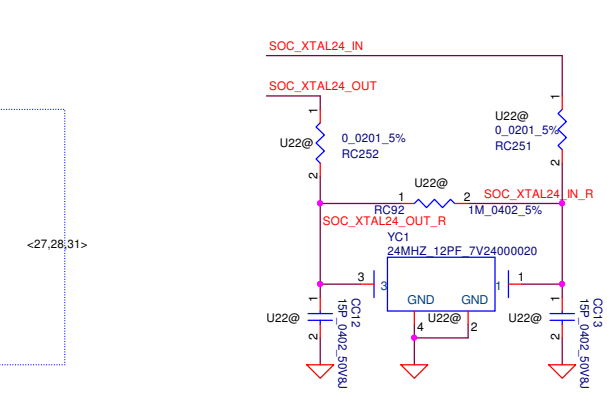 SOC_XTAL24_IN
SOC_XTAL24_OUT
1
1
U22@
0_0201_5%
RC251
U22@
0_0201_5%
RC252
2
2
U22@
1
2
SOC_XTAL24_IN_R
RC92
1M_0402_5%
SOC_XTAL24_OUT_R
<27,28,31>
YC1
24MHZ_12PF_7V24000020
3
3
1
1
GND
GND
1
U22@
2
CC12
15P_0402_50V8J
4
U22@
2
1
U22@
2
CC13
15P_0402_50V8J